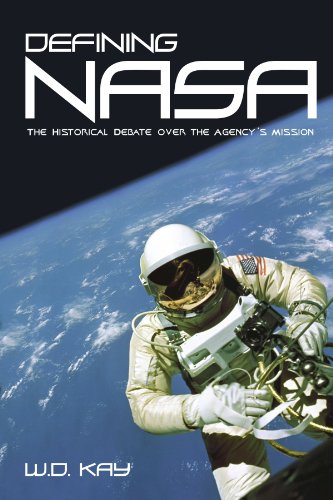 DEFINING
NASA
THE HISTORICAL DEBATE OVER THE AGENCY'S MISSION
W.D. KAY